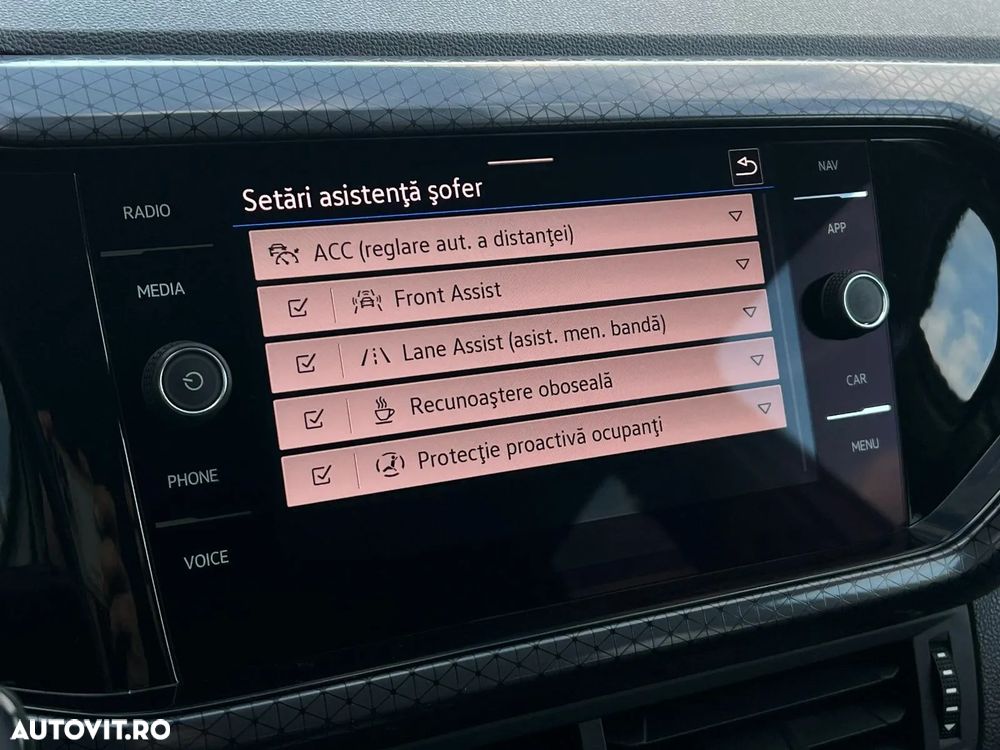 Setări asistenţă şofer
ACC (reglare aut. a distanţei)
Front Assist
Lane Assist (asist. men. bandă)
Recunoaştere oboseală
Protecţie proactivă ocupanţi
RADIO
MEDIA
PHONE
VOICE
NAV
APP
CAR
MENU
AUTOVIT.RO